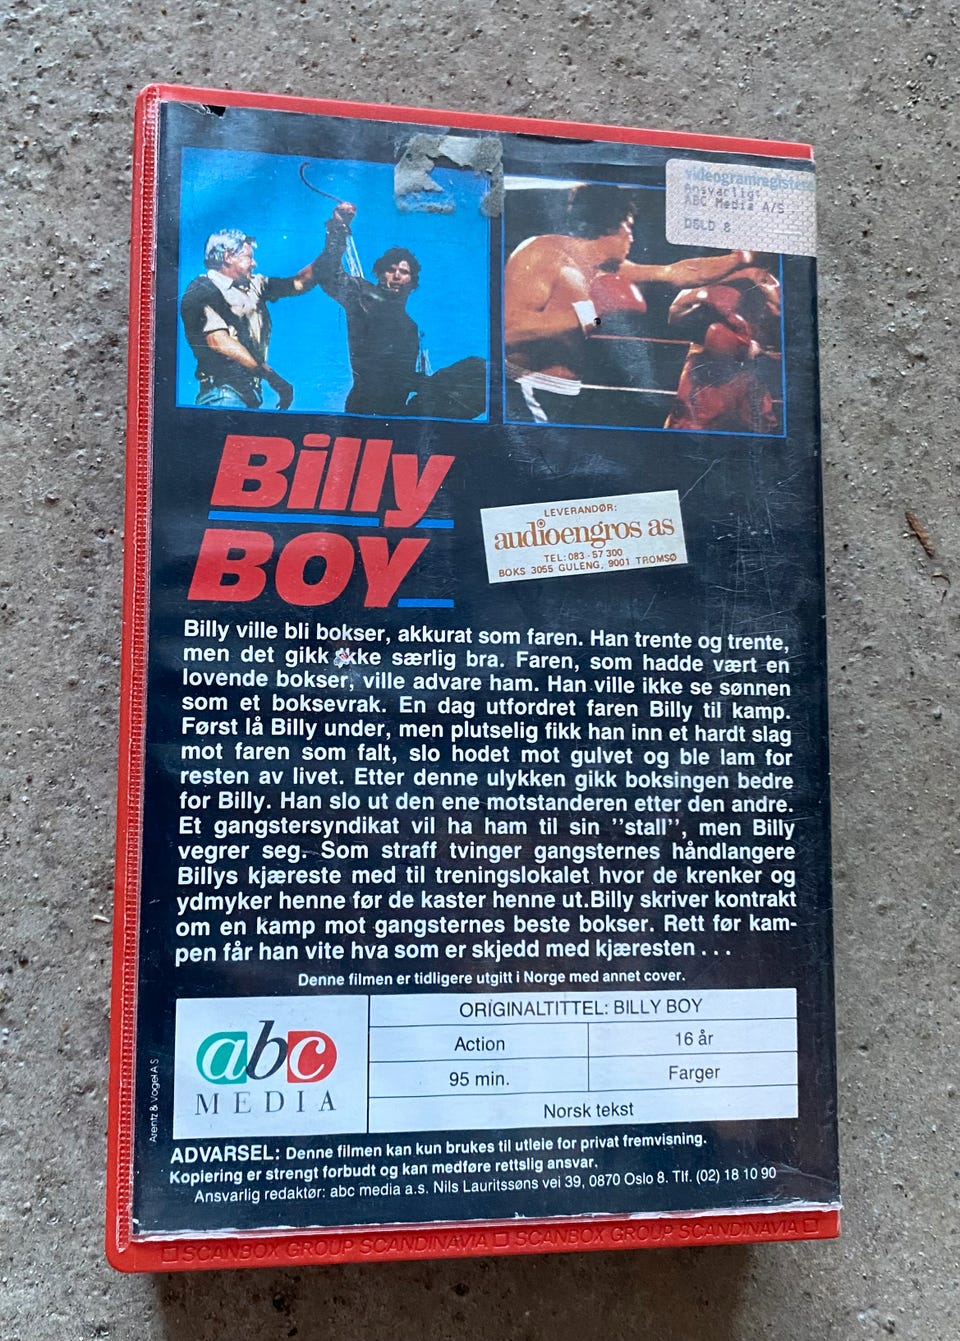 videogramregistere
Ansvarlig:
ABC Media A/S
OSLO 8
Billy
BOY
LEVERANDØR:
audioengros as
TEL: 083 - 57 300
BOKS 3055 GULENG, 9001 TROMSØ
Billy ville bli bokser, akkurat som faren. Han trente og trente,
men det gikk ikke særlig bra. Faren, som hadde vært en
lovende bokser, ville advare ham. Han ville ikke se sønnen
som et boksevrak. En dag utfordret faren Billy til kamp.
Først lå Billy under, men plutselig fikk han inn et hardt slag
mot faren som falt, slo hodet mot gulvet og ble lam for
resten av livet. Etter denne ulykken gikk boksingen bedre
for Billy. Han slo ut den ene motstanderen etter den andre.
Et gangstersyndikat vil ha ham til sin ''stall'', men Billy
vegrer seg. Som straff tvinger gangsternes håndlangere
Billys kjæreste med til treningslokalet hvor de krenker og
ydmyker henne før de kaster henne ut.Billy skriver kontrakt
om en kamp mot gangsternes beste bokser. Rett før kam-
pen får han vite hva som er skjedd med kjæresten . . .
Denne filmen er tidligere utgitt i Norge med annet cover.
abc
MEDIA
ORIGINALTITTEL: BILLY BOY
Action
16 år
95 min.
Farger
Norsk tekst
Arentz & Vogel A.S
ADVARSEL: Denne filmen kan kun brukes til utleie for privat fremvisning.
Kopiering er strengt forbudt og kan medføre rettslig ansvar.
Ansvarlig redaktør: abc media a.s. Nils Lauritssøns vei 39, 0870 Oslo 8. Tlf. (02) 18 10 90
SCANBOX GROUP SCANDINAVIA SCANBOX GROUP SCANDINAVIA